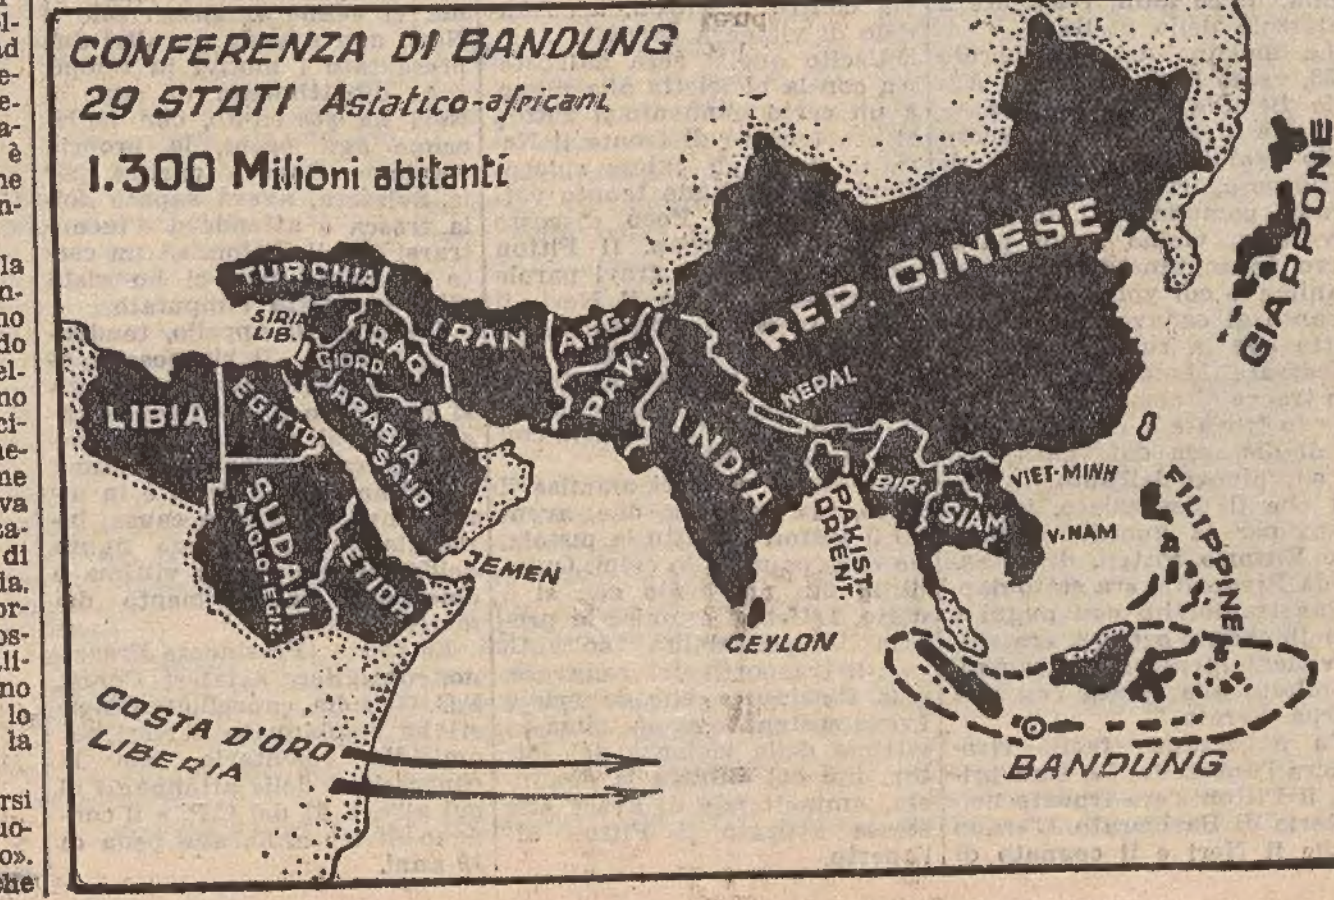 CONFERENZA DI BANDUNG
29 STATI Asiatico-africani
1.300 Milioni abitanti
TURCHIA
SIRIA
LIB.
IRAQ
GIORD.
IRAN
AFG.
PAK.
REP. CINESE
GIAPPONE
NEPAL
INDIA
LIBIA
EGITTO
ARABIA
SAUD.
SUDAN
ANGLO-EGIZ.
ETIOP.
JEMEN
PAKIST.
ORIENT.
BIR.
SIAM
VIET-MINH
V. NAM
FILIPPINE
CEYLON
COSTA D'ORO
LIBERIA
BANDUNG